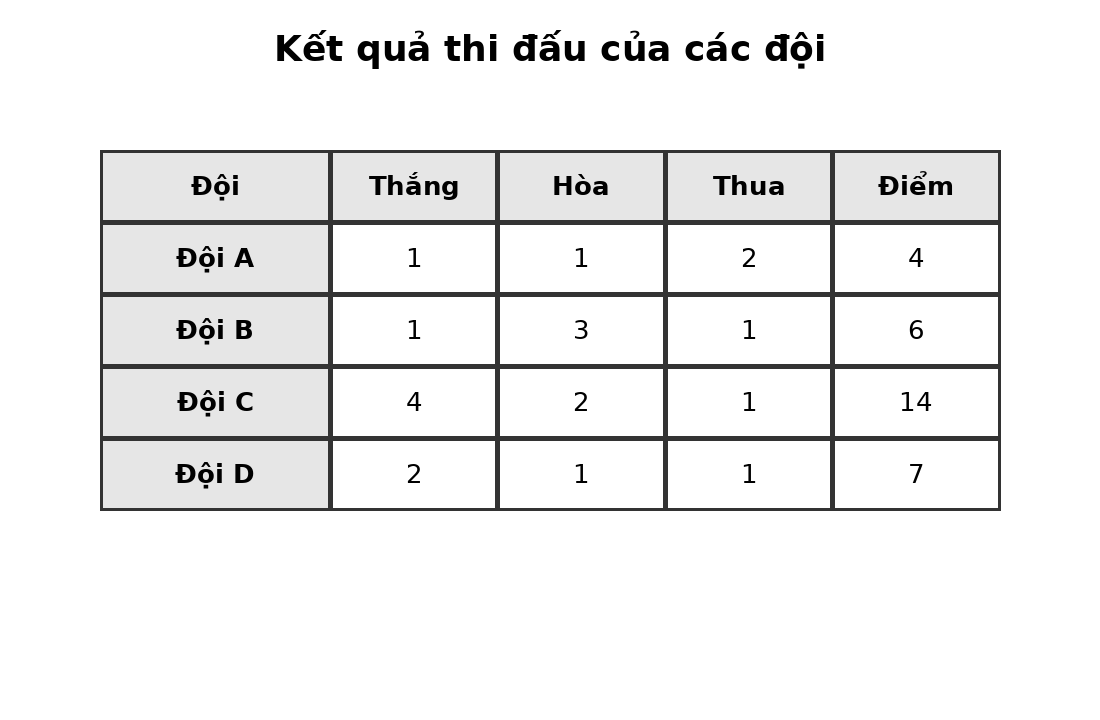 Kết quả thi đấu của các đội
Đội Thắng Hòa Thua Điểm
Đội A 1 1 2 4
Đội B 1 3 1 6
Đội C 4 2 1 14
Đội D 2 1 1 7